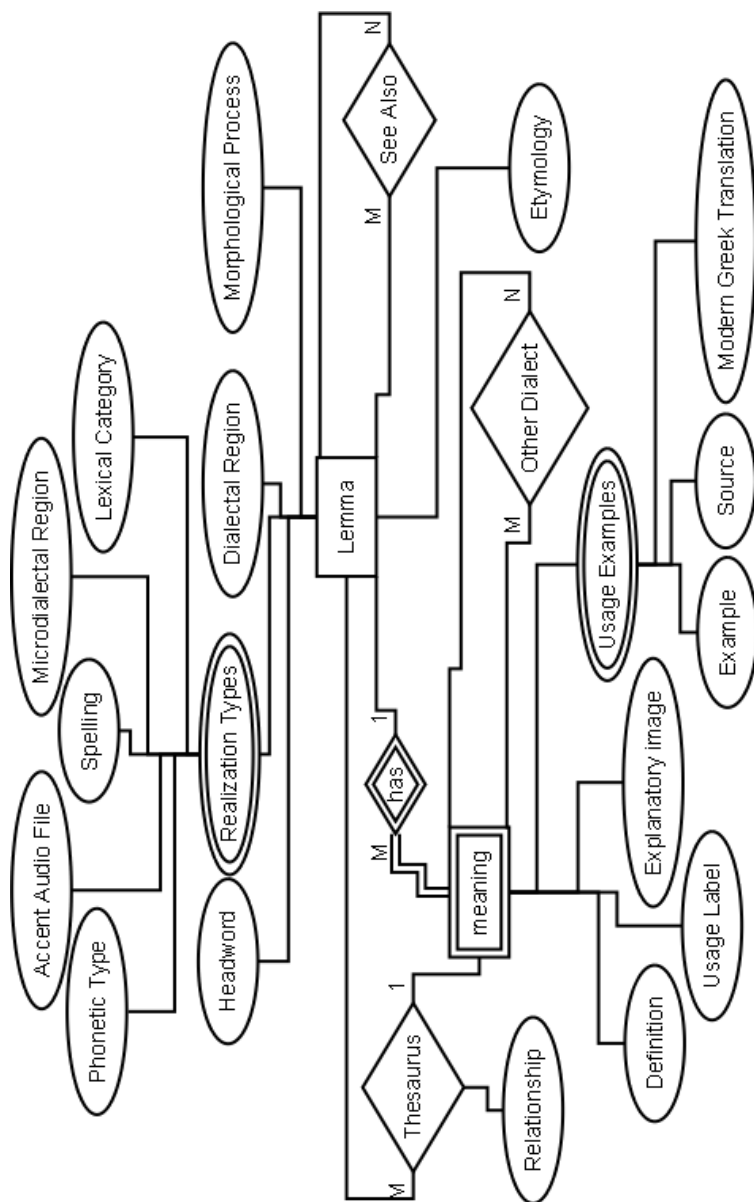 Accent Audio File
Microdialectal Region
Phonetic Type
Spelling
Lexical Category
Headword
Realization Types
Dialectal Region
Morphological Process
Lemma
M
Thesaurus
1
M
has
1
M
See Also
N
meaning
Relationship
M
Other Dialect
N
Etymology
Usage Examples
Definition
Explanatory image
Usage Label
Example
Source
Modern Greek Translation